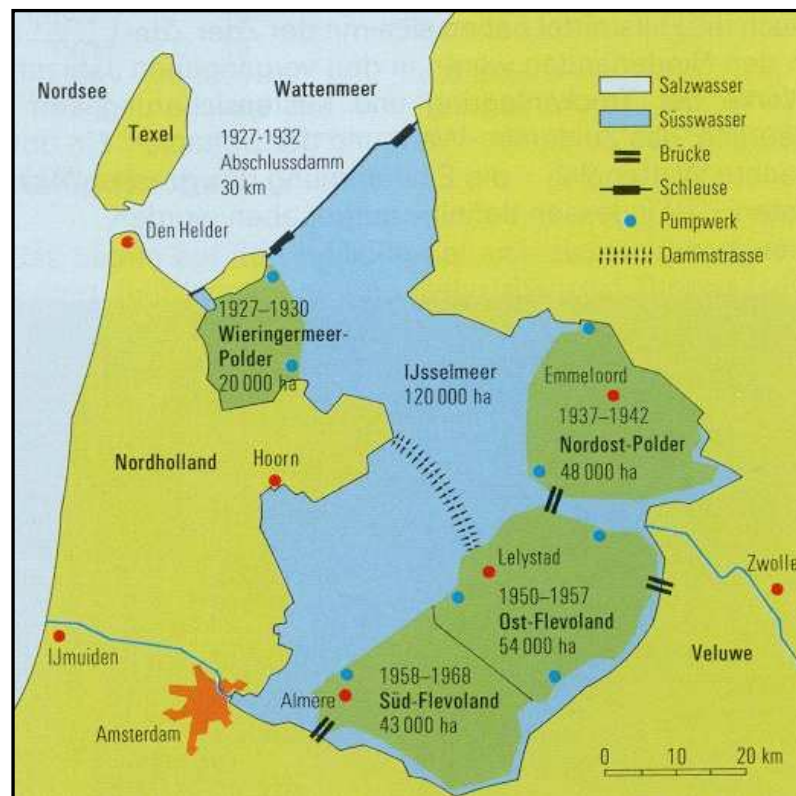 Nordsee
Texel
Wattenmeer
1927-1932
Abschlussdamm
30 km
Salzwasser
Süsswasser
Brücke
Schleuse
Pumpwerk
Dammstrasse
Den Helder
1927–1930
Wieringermeer-
Polder
20 000 ha
IJsselmeer
120 000 ha
Emmeloord
1937–1942
Nordost-Polder
48 000 ha
Nordholland
Hoorn
Lelystad
1950–1957
Ost-Flevoland
54 000 ha
Zwolle
Veluwe
IJmuiden
Amsterdam
Almere
1958–1968
Süd-Flevoland
43 000 ha
0 10 20 km